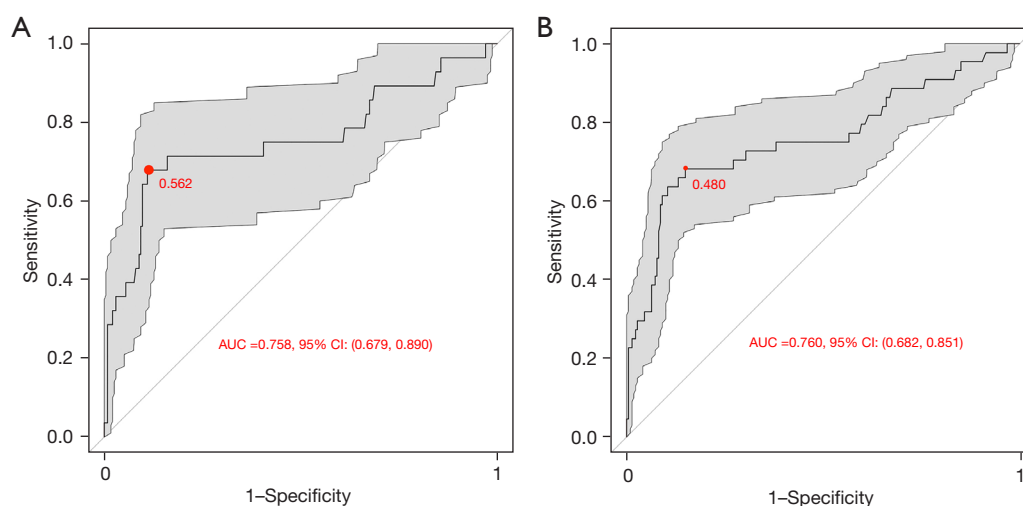 A
1.0
0.8
0.6
0.4
0.2
0.0
Sensitivity
0.562
AUC =0.758, 95% CI: (0.679, 0.890)
0
1
1–Specificity
B
1.0
0.8
0.6
0.4
0.2
0.0
Sensitivity
0.480
AUC =0.760, 95% CI: (0.682, 0.851)
0
1
1–Specificity